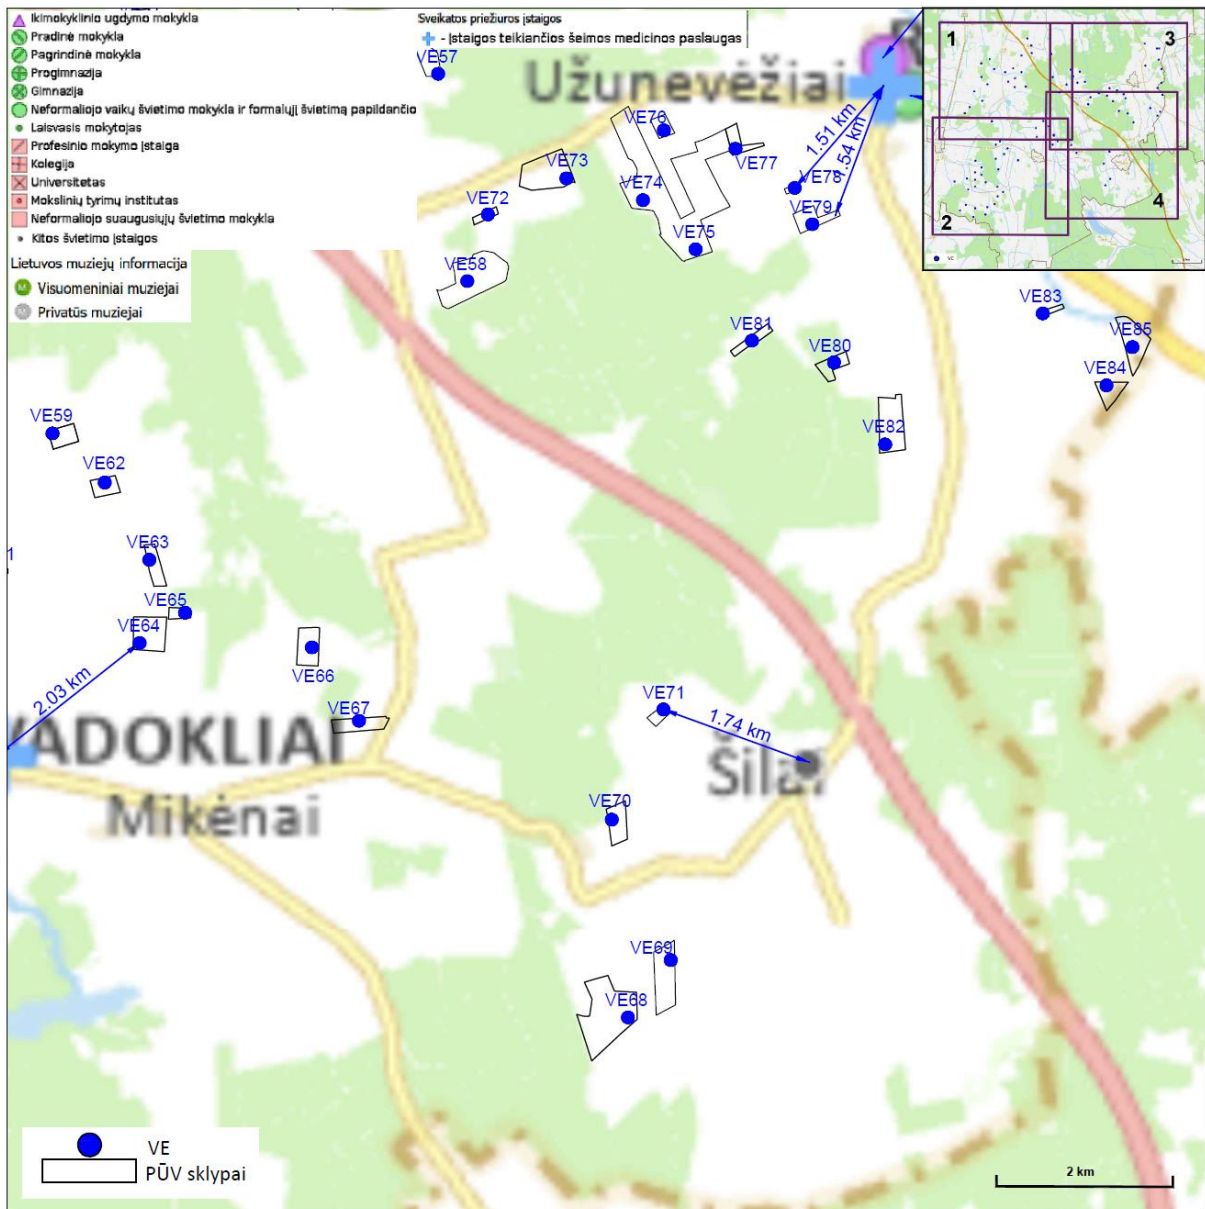 Ikimokyklinio ugdymo mokykla
Pradinė mokykla
Pagrindinė mokykla
Progimnazija
Gimnazija
Neformaliojo vaikų švietimo mokykla ir formalųjį švietimą papildančio
Laisvasis mokytojas
Profesinio mokymo įstaiga
Kolegija
Universitetas
Mokslinių tyrimų institutas
Neformaliojo suaugusiųjų švietimo mokykla
Kitos švietimo įstaigos
Lietuvos muziejų informacija
M Visuomeniniai muziejai
M Privatūs muziejai
Sveikatos priežiuros įstaigos
- Įstaigos teikiančios šeimos medicinos paslaugas
VE57
Užunevėžiai
R
1
3
2
4
VE
VE76
VE77
1.51 km
1.54 km
VE73
VE78
VE72
VE74
VE79
VE75
VE58
VE83
VE81
VE80
VE85
VE84
VE59
VE82
VE62
VE63
1
VE65
VE64
2.03 km
VE66
VE67
VE71
1.74 km
VADOKLIAI
Šilai
Mikėnai
VE70
VE69
VE68
VE
PŪV sklypai
2 km